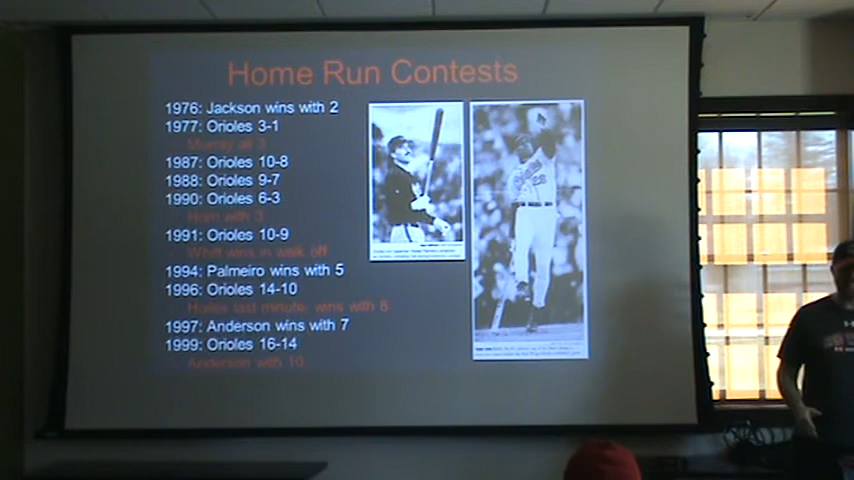 Home Run Contests
1976: Jackson wins with 2
1977: Orioles 3-1
Murray all 3
1987: Orioles 10-8
1988: Orioles 9-7
1990: Orioles 6-3
Horn with 3
1991: Orioles 10-9
Whitt wins in walk off
1994: Palmeiro wins with 5
1996: Orioles 14-10
Hoiles last minute, wins with 8
1997: Anderson wins with 7
1999: Orioles 16-14
Anderson with 10